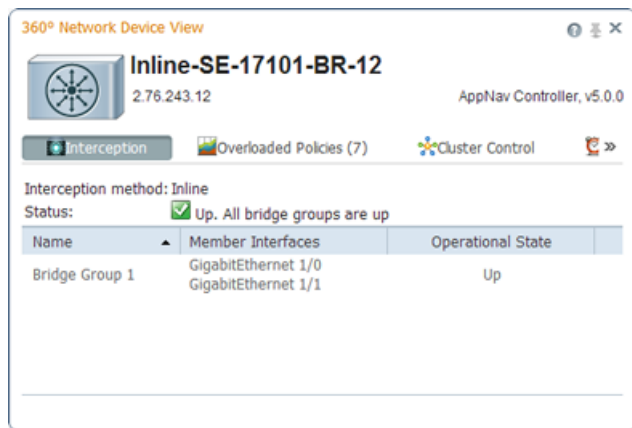 360º Network Device View
Inline-SE-17101-BR-12
2.76.243.12 AppNav Controller, v5.0.0
Interception Overloaded Policies (7) Cluster Control »
Interception method: Inline
Status: Up. All bridge groups are up
Name Member Interfaces Operational State
Bridge Group 1 GigabitEthernet 1/0 Up
GigabitEthernet 1/1